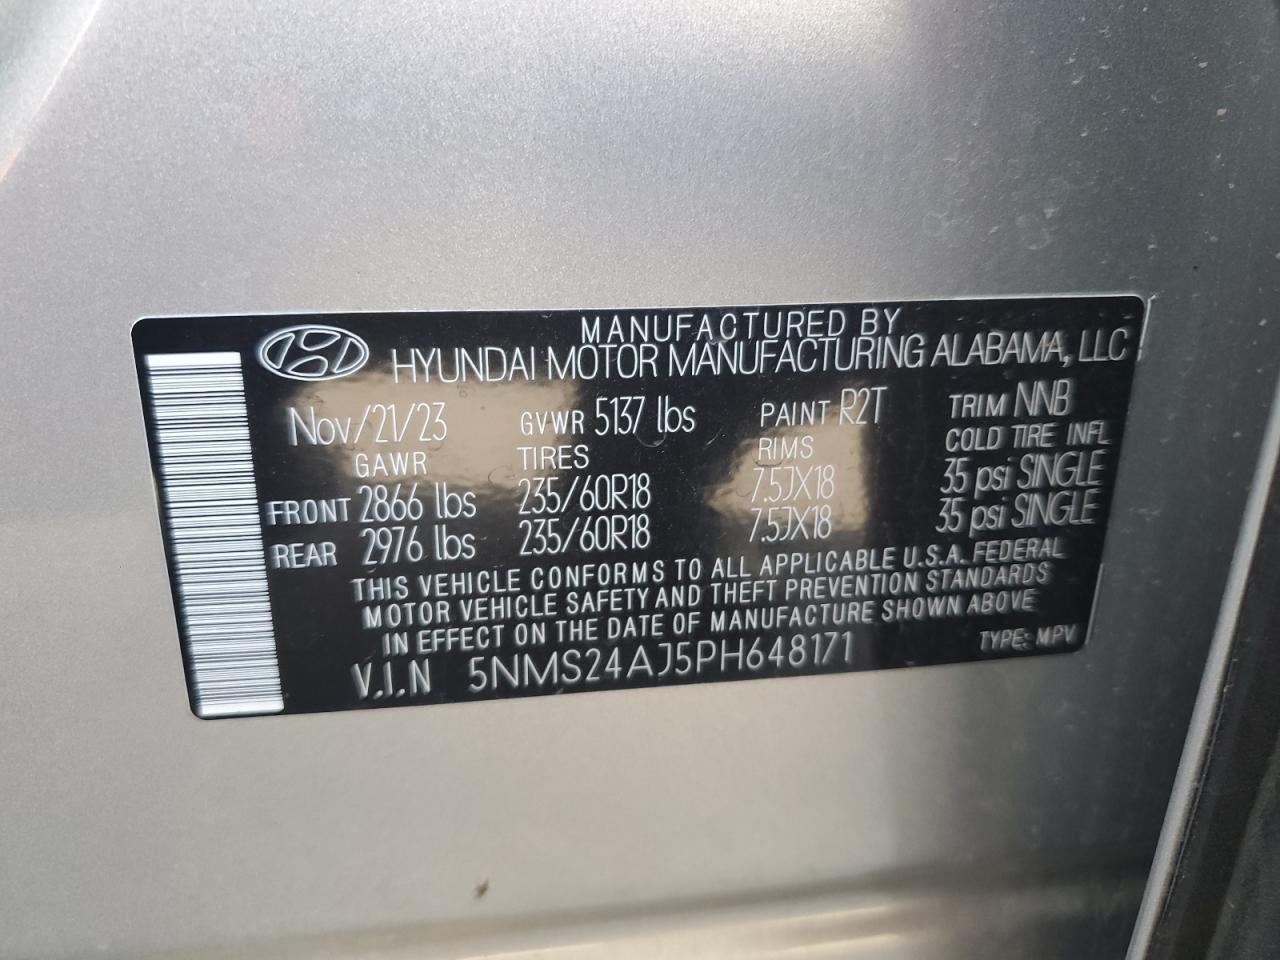 MANUFACTURED BY
HYUNDAI MOTOR MANUFACTURING ALABAMA, LLC
Nov/21/23 GVWR 5137 lbs PAINT R2T TRIM NNB
GAWR TIRES RIMS COLD TIRE INFL
FRONT 2866 lbs 235/60R18 7.5JX18 35 psi SINGLE
REAR 2976 lbs 235/60R18 7.5JX18 35 psi SINGLE
THIS VEHICLE CONFORMS TO ALL APPLICABLE U.S.A. FEDERAL
MOTOR VEHICLE SAFETY AND THEFT PREVENTION STANDARDS
IN EFFECT ON THE DATE OF MANUFACTURE SHOWN ABOVE
V.I.N 5NMS24AJ5PH648171 TYPE: MPV